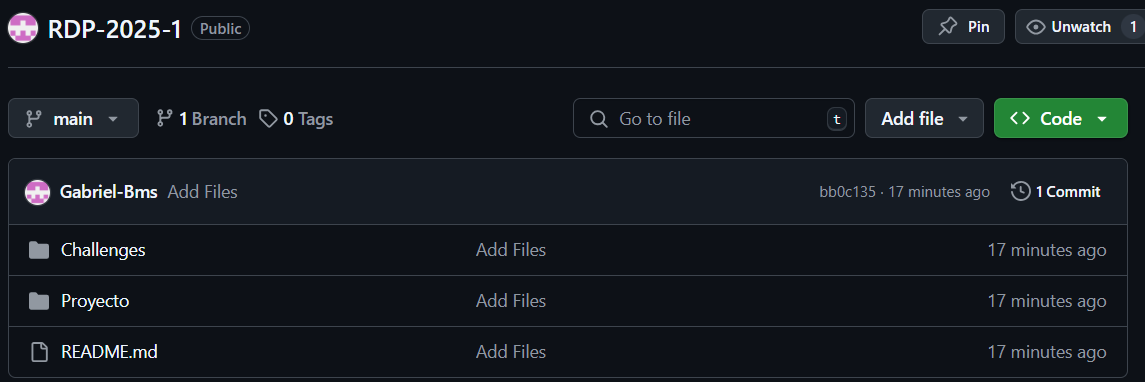 RDP-2025-1 Public Pin Unwatch 1
main 1 Branch 0 Tags Go to file t Add file Code
Gabriel-Bms Add Files bb0c135 · 17 minutes ago 1 Commit
Challenges Add Files 17 minutes ago
Proyecto Add Files 17 minutes ago
README.md Add Files 17 minutes ago